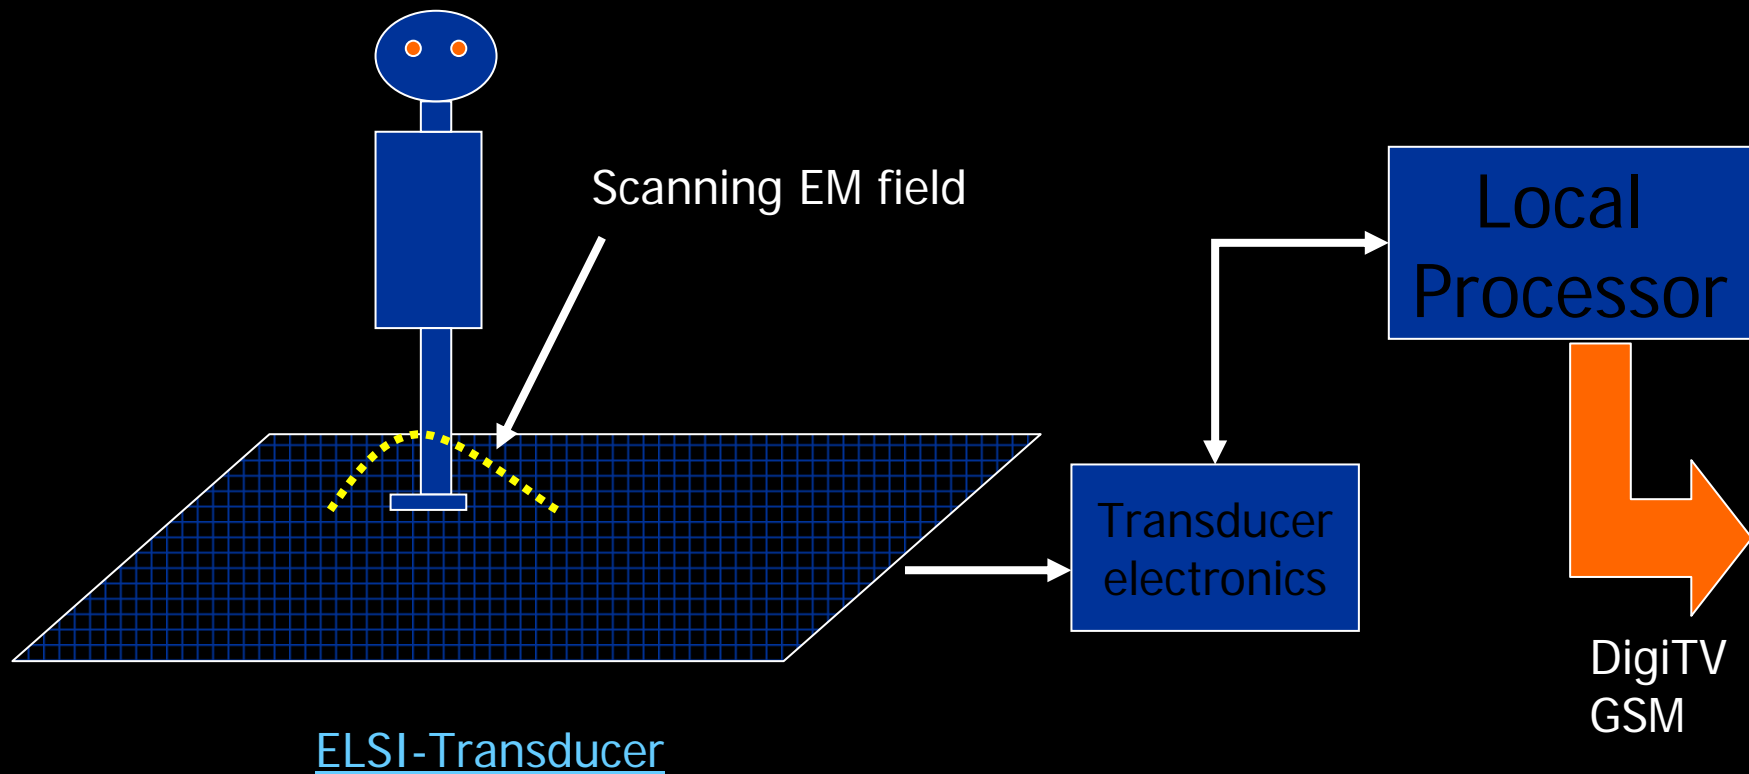 Scanning EM field
Local
Processor
Transducer
electronics
DigiTV
GSM
ELSI-Transducer